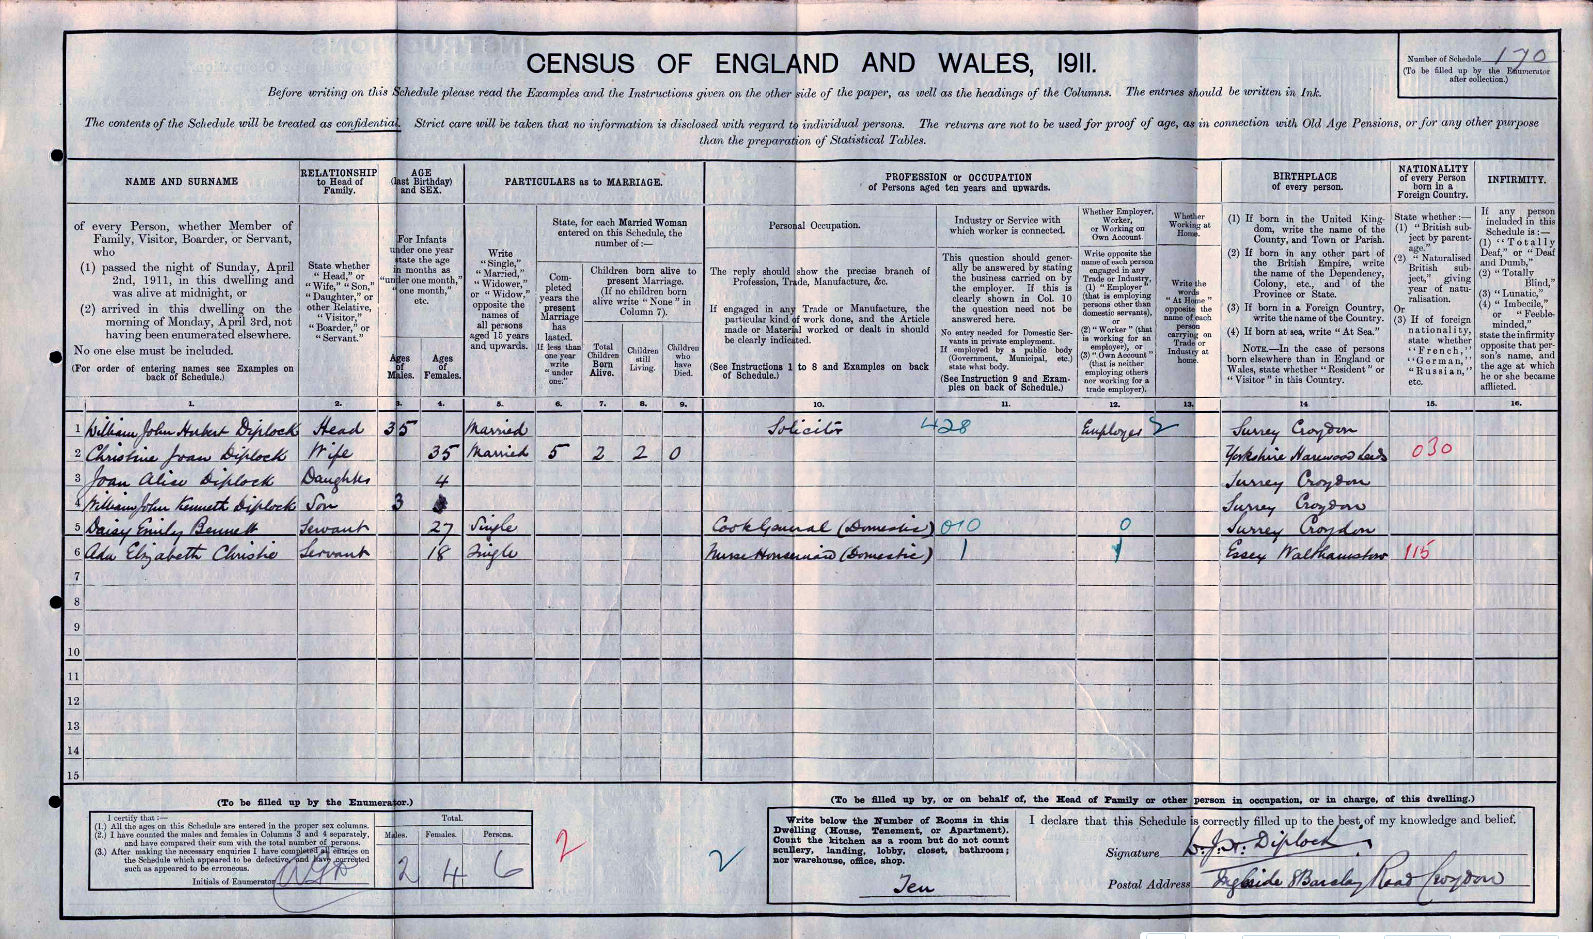 CENSUS OF ENGLAND AND WALES, 1911.
Number of Schedule 170
(To be filled up by the Enumerator
after collection.)
Before writing on this Schedule please read the Examples and the Instructions given on the other side of the paper, as well as the headings of the Columns. The entries should be written in Ink.
The contents of the Schedule will be treated as confidential. Strict care will be taken that no information is disclosed with regard to individual persons. The returns are not to be used for proof of age, as in connection with Old Age Pensions, or for any other purpose
than the preparation of Statistical Tables.
NAME AND SURNAME
of every Person, whether Member of
Family, Visitor, Boarder, or Servant,
who
(1) passed the night of Sunday, April
2nd, 1911, in this dwelling and
was alive at midnight, or
(2) arrived in this dwelling on the
morning of Monday, April 3rd, not
having been enumerated elsewhere.
No one else must be included.
(For order of entering names see Examples on
back of Schedule.)
RELATIONSHIP
to Head of
Family.
State whether
"Head," or
"Wife," "Son,"
"Daughter," or
other Relative,
"Visitor,"
"Boarder," or
"Servant."
AGE
(last Birthday)
and SEX.
For Infants
under one year
state the age
in months as
"under one month,"
"one month,"
etc.
Ages
of
Males.
Ages
of
Females.
PARTICULARS as to MARRIAGE.
Write
"Single,"
"Married,"
"Widower,"
or "Widow,"
opposite the
names of
all persons
aged 15 years
and upwards.
State, for each Married Woman
entered on this Schedule, the
number of:—
Com-
pleted
years the
present
Marriage
has
lasted.
If less than
one year
write
"under
one."
Children born alive to
present Marriage.
(If no children born
alive write "None" in
Column 7).
Total
Children
Born
Alive.
Children
still
Living.
Children
who
have
Died.
PROFESSION or OCCUPATION
of Persons aged ten years and upwards.
Personal Occupation.
The reply should show the precise branch of
Profession, Trade, Manufacture, &c.
If engaged in any Trade or Manufacture, the
particular kind of work done, and the Article
made or Material worked or dealt in should
be clearly indicated.
(See Instructions 1 to 8 and Examples on back
of Schedule.)
Industry or Service with
which worker is connected.
This question should gener-
ally be answered by stating
the business carried on by
the employer. If this is
clearly shown in Col. 10
the question need not be
answered here.
No entry needed for Domestic Ser-
vants in private employment.
If employed by a public body
(Government, Municipal, etc.)
state what body.
(See Instruction 9 and Exam-
ples on back of Schedule.)
Whether Employer,
Worker,
or Working on
Own Account.
Write opposite the
name of each person
engaged in any
Trade or Industry,
(1) "Employer"
(that is employing
persons other than
domestic servants),
or
(2) "Worker" (that
is working for an
employer), or
(3) "Own Account"
(that is neither
employing others
nor working for a
trade employer).
Whether
Working at
Home.
Write the
words
"At Home"
opposite the
name of each
person
carrying on
Trade or
Industry at
home.
BIRTHPLACE
of every person.
(1) If born in the United King-
dom, write the name of the
County, and Town or Parish.
(2) If born in any other part of
the British Empire, write
the name of the Dependency,
Colony, etc., and of the
Province or State.
(3) If born in a Foreign Country,
write the name of the Country.
(4) If born at sea, write "At Sea."
NOTE.—In the case of persons
born elsewhere than in England or
Wales, state whether "Resident" or
"Visitor" in this Country.
NATIONALITY
of every Person
born in a
Foreign Country.
State whether:—
(1) "British sub-
ject by parent-
age."
(2) "Naturalised
British sub-
ject," giving
year of natu-
ralisation.
Or
(3) If of foreign
nationality,
state whether
"French,"
"German,"
"Russian,"
etc.
INFIRMITY.
If any person
included in this
Schedule is:—
(1) "Totally
Deaf," or "Deaf
and Dumb,"
(2) "Totally
Blind,"
(3) "Lunatic,"
(4) "Imbecile,"
or "Feeble-
minded,"
state the infirmity
opposite that per-
son's name, and
the age at which
he or she became
afflicted.
1. 2. 3. 4. 5. 6. 7. 8. 9. 10. 11. 12. 13. 14 15. 16.
1 William John Hubert Diplock Head 35 Married Solicitor 428 Employer 2 Surrey Croydon
2 Christine Joan Diplock Wife 35 Married 5 2 2 0 Yorkshire Harewood Leeds 030
3 Joan Alise Diplock Daughter 4 Surrey Croydon
4 William John Kenneth Diplock Son 3 Surrey Croydon
5 Daisy Emily Bennett Servant 27 Single Cook General (Domestic) 010 0 Surrey Croydon
6 Ada Elizabeth Christie Servant 18 Single Nurse Housemaid (Domestic) 1 1 Essex Walthamstow 115
7
8
9
10
11
12
13
14
15
(To be filled up by the Enumerator.)
I certify that:—
(1.) All the ages on this Schedule are entered in the proper sex columns.
(2.) I have counted the males and females in Columns 3 and 4 separately,
and have compared their sum with the total number of persons.
(3.) After making the necessary enquiries I have completed all entries on
the Schedule which appeared to be defective, and have corrected
such as appeared to be erroneous.
Initials of Enumerator
Total.
Males. Females. Persons.
2 4 6
2
2
(To be filled up by, or on behalf of, the Head of Family or other person in occupation, or in charge, of this dwelling.)
Write below the Number of Rooms in this
Dwelling (House, Tenement, or Apartment).
Count the kitchen as a room but do not count
scullery, landing, lobby, closet, bathroom;
nor warehouse, office, shop.
Ten
I declare that this Schedule is correctly filled up to the best of my knowledge and belief.
Signature W. J. H. Diplock
Postal Address Ingleside 8 Barclay Road Croydon